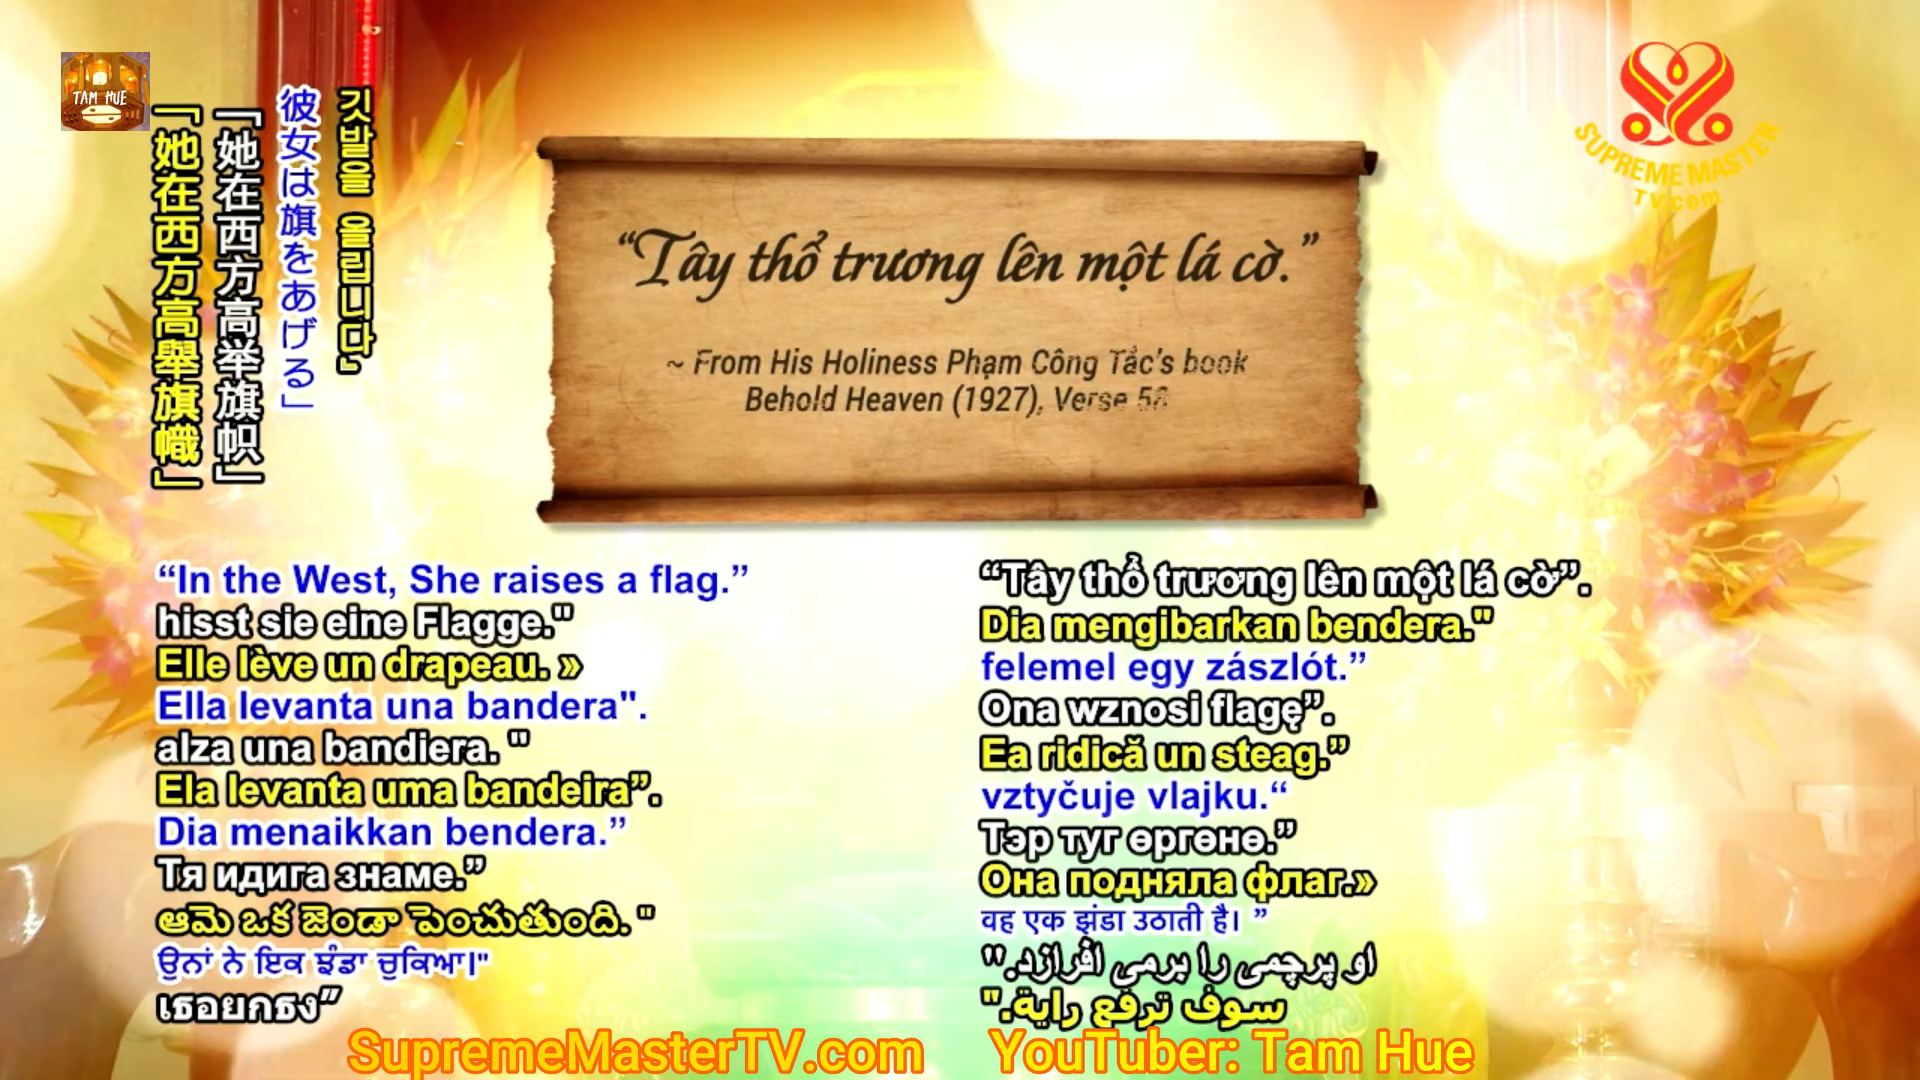 TAM HUE
「她在西方高舉旗幟」
「她在西方高举旗帜」
彼女は旗をあげる」
깃발을 올립니다』
SUPREME MASTER
TV.com
“Tây thổ trương lên một lá cờ.”
~ From His Holiness Phạm Công Tắc's book
Behold Heaven (1927), Verse 58
“In the West, She raises a flag.”
hisst sie eine Flagge."
Elle lève un drapeau. »
Ella levanta una bandera".
alza una bandiera. "
Ela levanta uma bandeira”.
Dia menaikkan bendera.”
Тя идига знаме.”
ఆమె ఒక జెండా పెంచుతుంది. "
ਉਨਾਂ ਨੇ ਇਕ ਝੰਡਾ ਚੁਕਿਆ।"
เธอยกธง”
“Tây thổ trương lên một lá cờ”.
Dia mengibarkan bendera."
felemel egy zászlót.”
Ona wznosi flagę”.
Ea ridică un steag.”
vztyčuje vlajku.“
Тэр туг өргөнө.”
Она подняла флаг.»
वह एक झंडा उठाती है। ”
او پرچمی را برمی افرازد."
سوف ترفع راية."
SupremeMasterTV.com YouTuber: Tam Hue